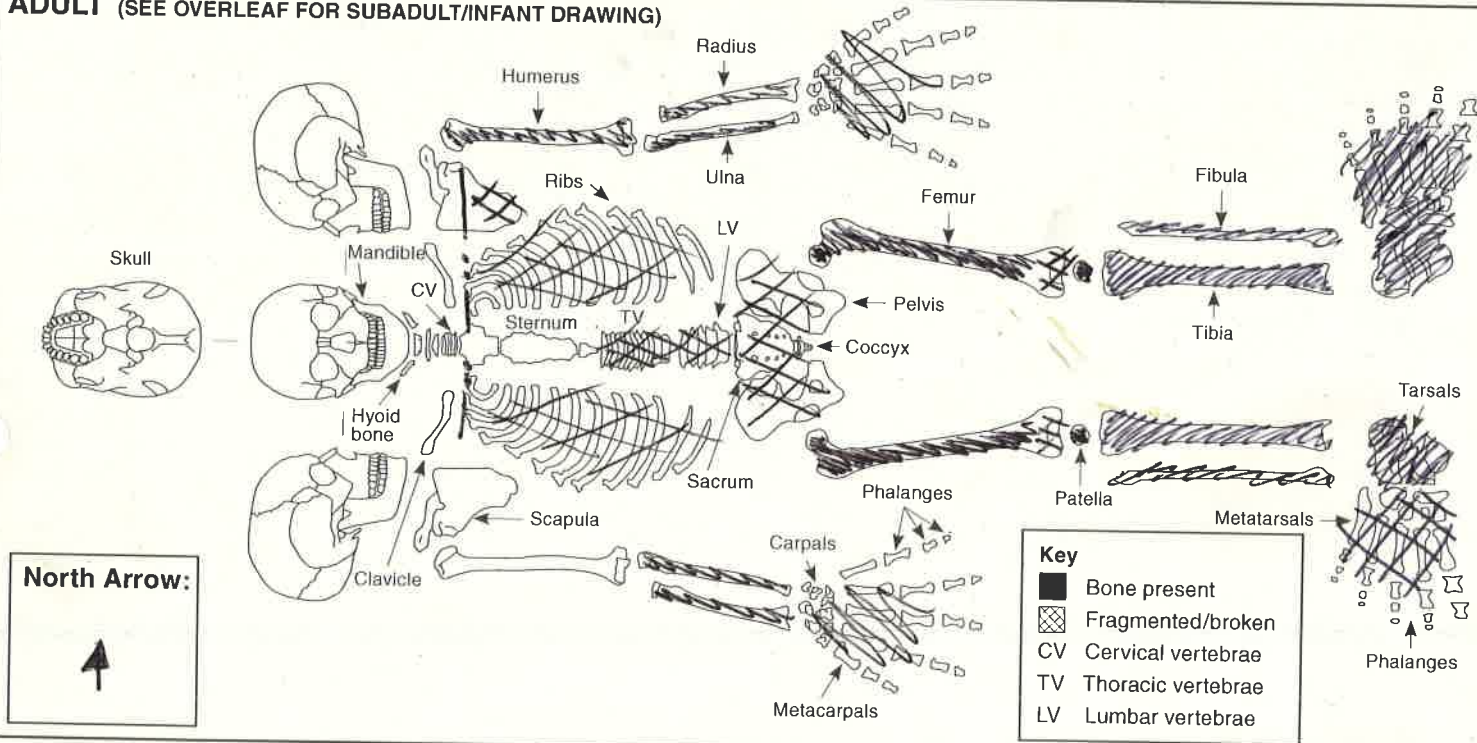 ADULT (SEE OVERLEAF FOR SUBADULT/INFANT DRAWING)
Radius
Humerus
Ulna
Ribs
Femur
Fibula
LV
Skull
Mandible
CV
Sternum
TV
Pelvis
Coccyx
Tibia
Hyoid
bone
Tarsals
Sacrum
Phalanges
Patella
Metatarsals
Scapula
Carpals
Clavicle
North Arrow:
Key
Bone present
Fragmented/broken
CV Cervical vertebrae
TV Thoracic vertebrae
LV Lumbar vertebrae
Phalanges
Metacarpals